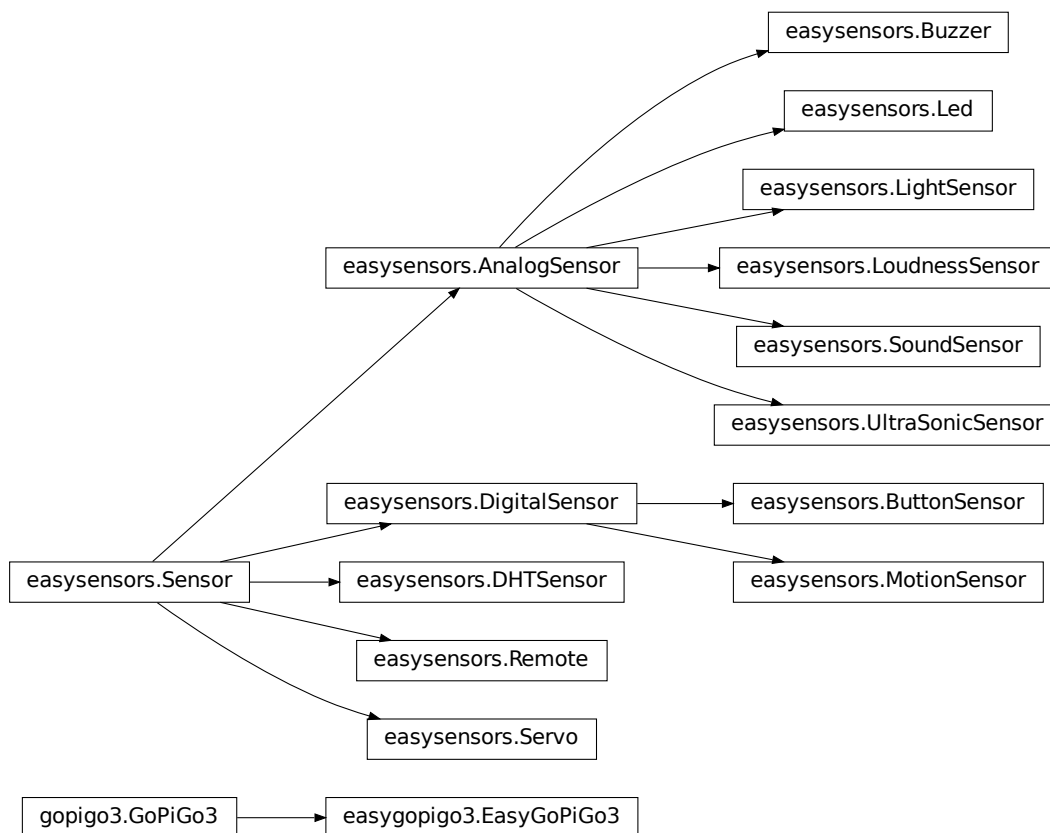 easysensors.Buzzer
easysensors.Led
easysensors.LightSensor
easysensors.AnalogSensor
easysensors.LoudnessSensor
easysensors.SoundSensor
easysensors.UltraSonicSensor
easysensors.DigitalSensor
easysensors.ButtonSensor
easysensors.Sensor
easysensors.DHTSensor
easysensors.MotionSensor
easysensors.Remote
easysensors.Servo
gopigo3.GoPiGo3
easygopigo3.EasyGoPiGo3